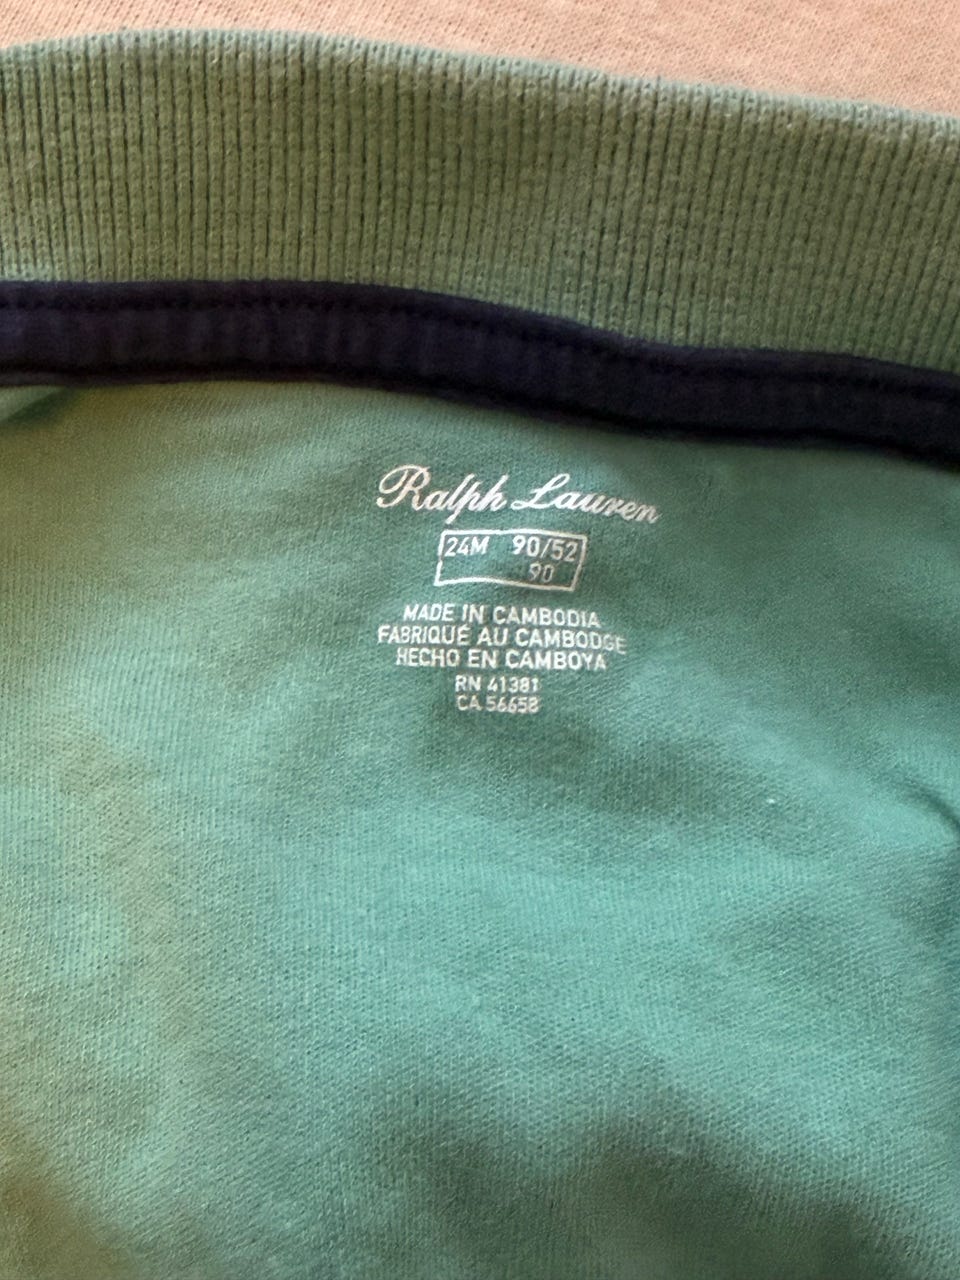 Ralph Lauren
24M 90/52
90
MADE IN CAMBODIA
FABRIQUÉ AU CAMBODGE
HECHO EN CAMBOYA
RN 41381
CA 56658